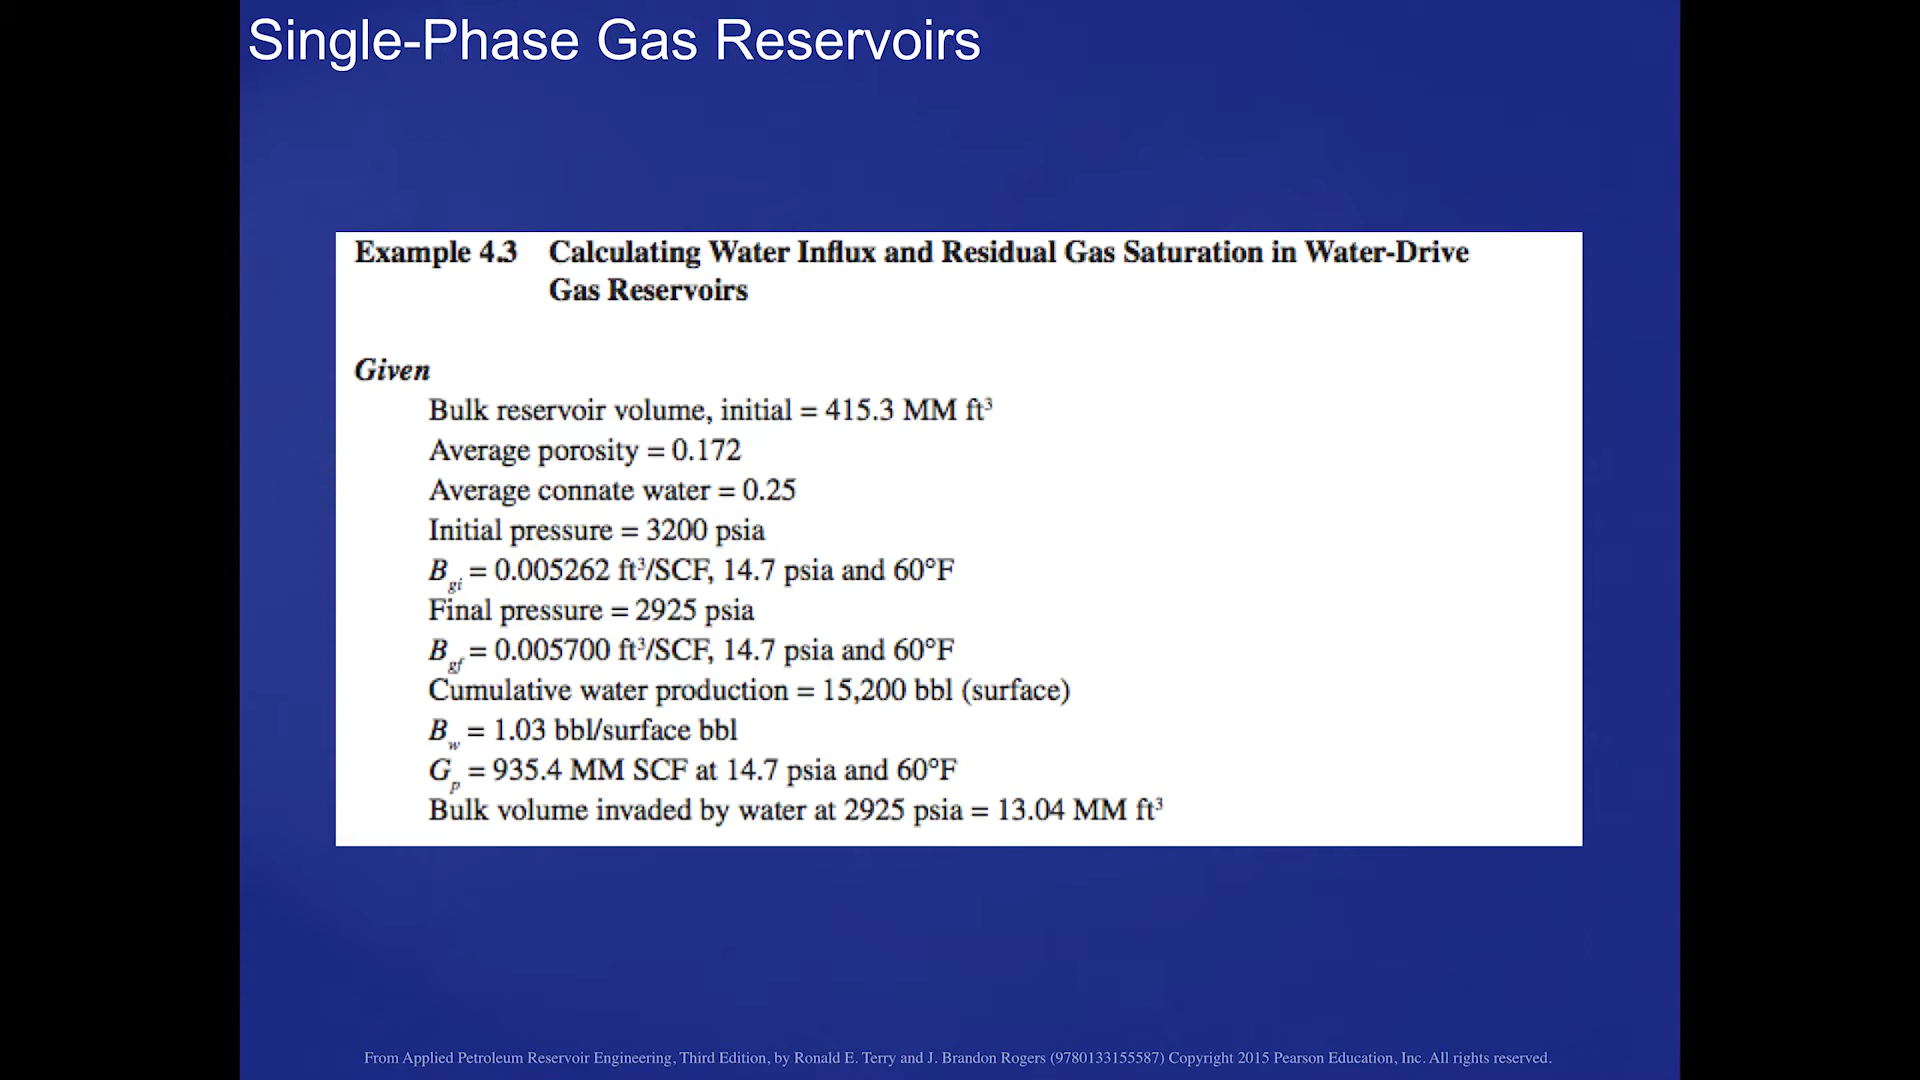 Single-Phase Gas Reservoirs
Example 4.3 Calculating Water Influx and Residual Gas Saturation in Water-Drive
Gas Reservoirs
Given
Bulk reservoir volume, initial = 415.3 MM ft³
Average porosity = 0.172
Average connate water = 0.25
Initial pressure = 3200 psia
B_gi = 0.005262 ft³/SCF, 14.7 psia and 60°F
Final pressure = 2925 psia
B_gf = 0.005700 ft³/SCF, 14.7 psia and 60°F
Cumulative water production = 15,200 bbl (surface)
B_w = 1.03 bbl/surface bbl
G_p = 935.4 MM SCF at 14.7 psia and 60°F
Bulk volume invaded by water at 2925 psia = 13.04 MM ft³
From Applied Petroleum Reservoir Engineering, Third Edition, by Ronald E. Terry and J. Brandon Rogers (9780133155587) Copyright 2015 Pearson Education, Inc. All rights reserved.